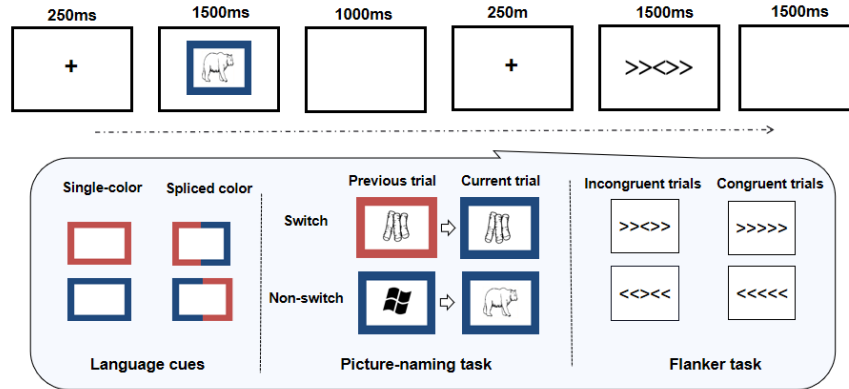 250ms 1500ms 1000ms 250m 1500ms 1500ms
+ + >><>>
Single-color Spliced color Previous trial Current trial Incongruent trials Congruent trials
Switch >><>> >>>>>
Non-switch <<><< <<<<<
Language cues Picture-naming task Flanker task